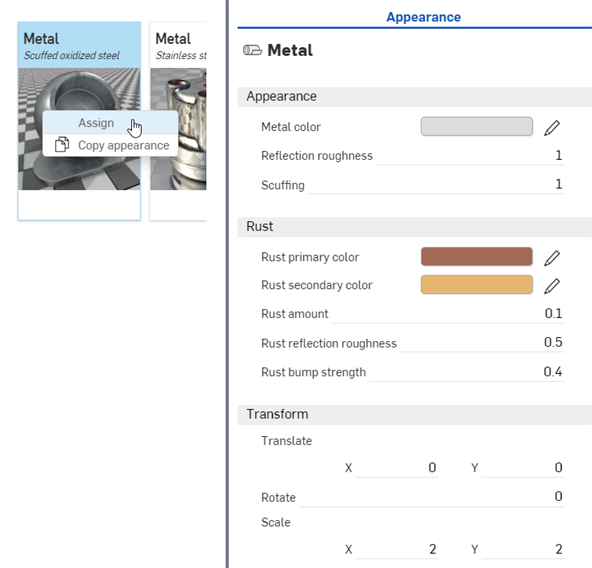 Metal
Scuffed oxidized steel
Metal
Stainless st
Assign
Copy appearance
Appearance
Metal
Appearance
Metal color
Reflection roughness 1
Scuffing 1
Rust
Rust primary color
Rust secondary color
Rust amount 0.1
Rust reflection roughness 0.5
Rust bump strength 0.4
Transform
Translate
X 0 Y 0
Rotate 0
Scale
X 2 Y 2